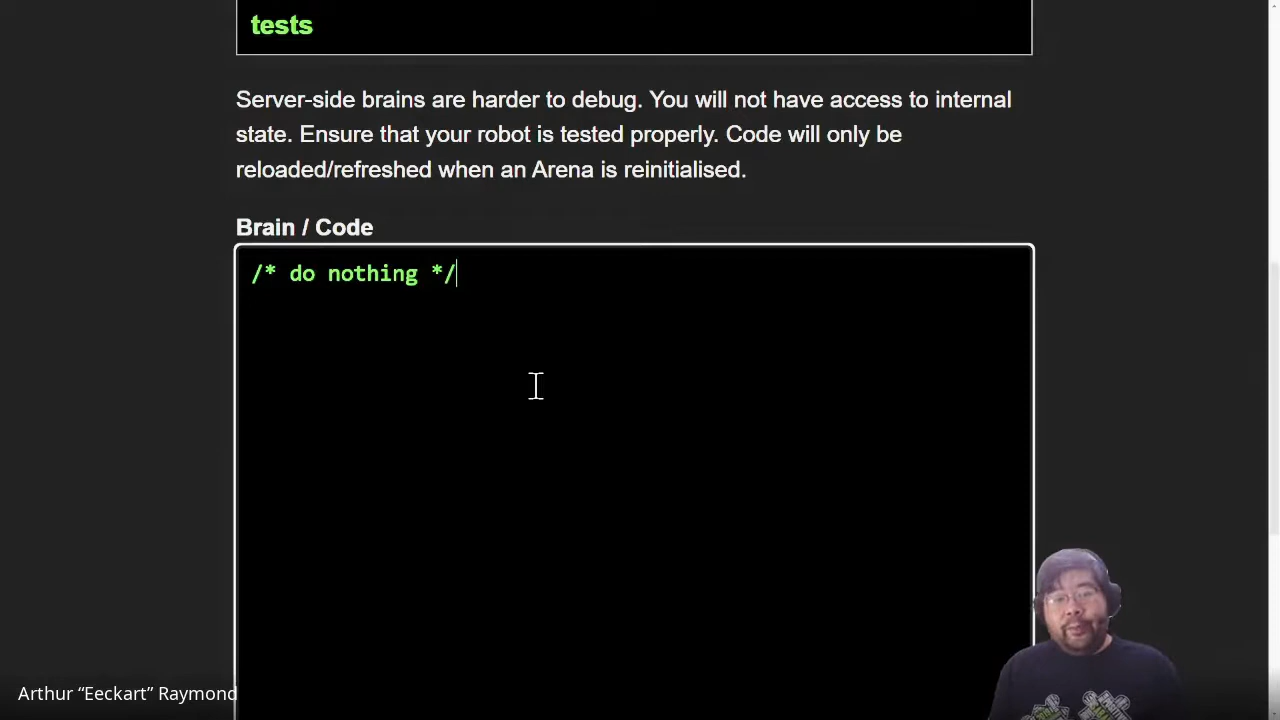 tests
Server-side brains are harder to debug. You will not have access to internal
state. Ensure that your robot is tested properly. Code will only be
reloaded/refreshed when an Arena is reinitialised.
Brain / Code
/* do nothing */
Arthur “Eeckart” Raymond